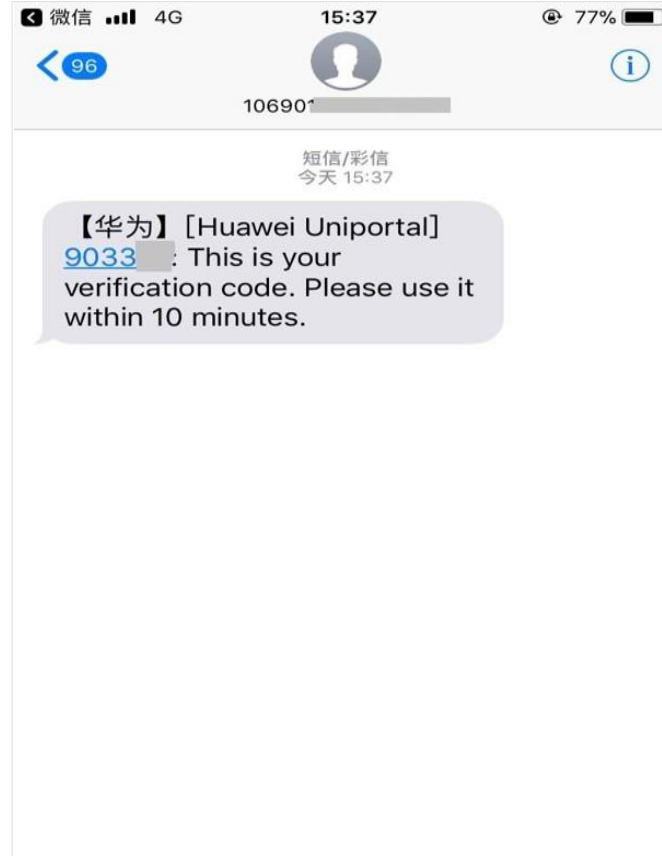 微信 4G 15:37 77%
96
106901
短信/彩信
今天 15:37
【华为】[Huawei Uniportal]
9033 : This is your
verification code. Please use it
within 10 minutes.